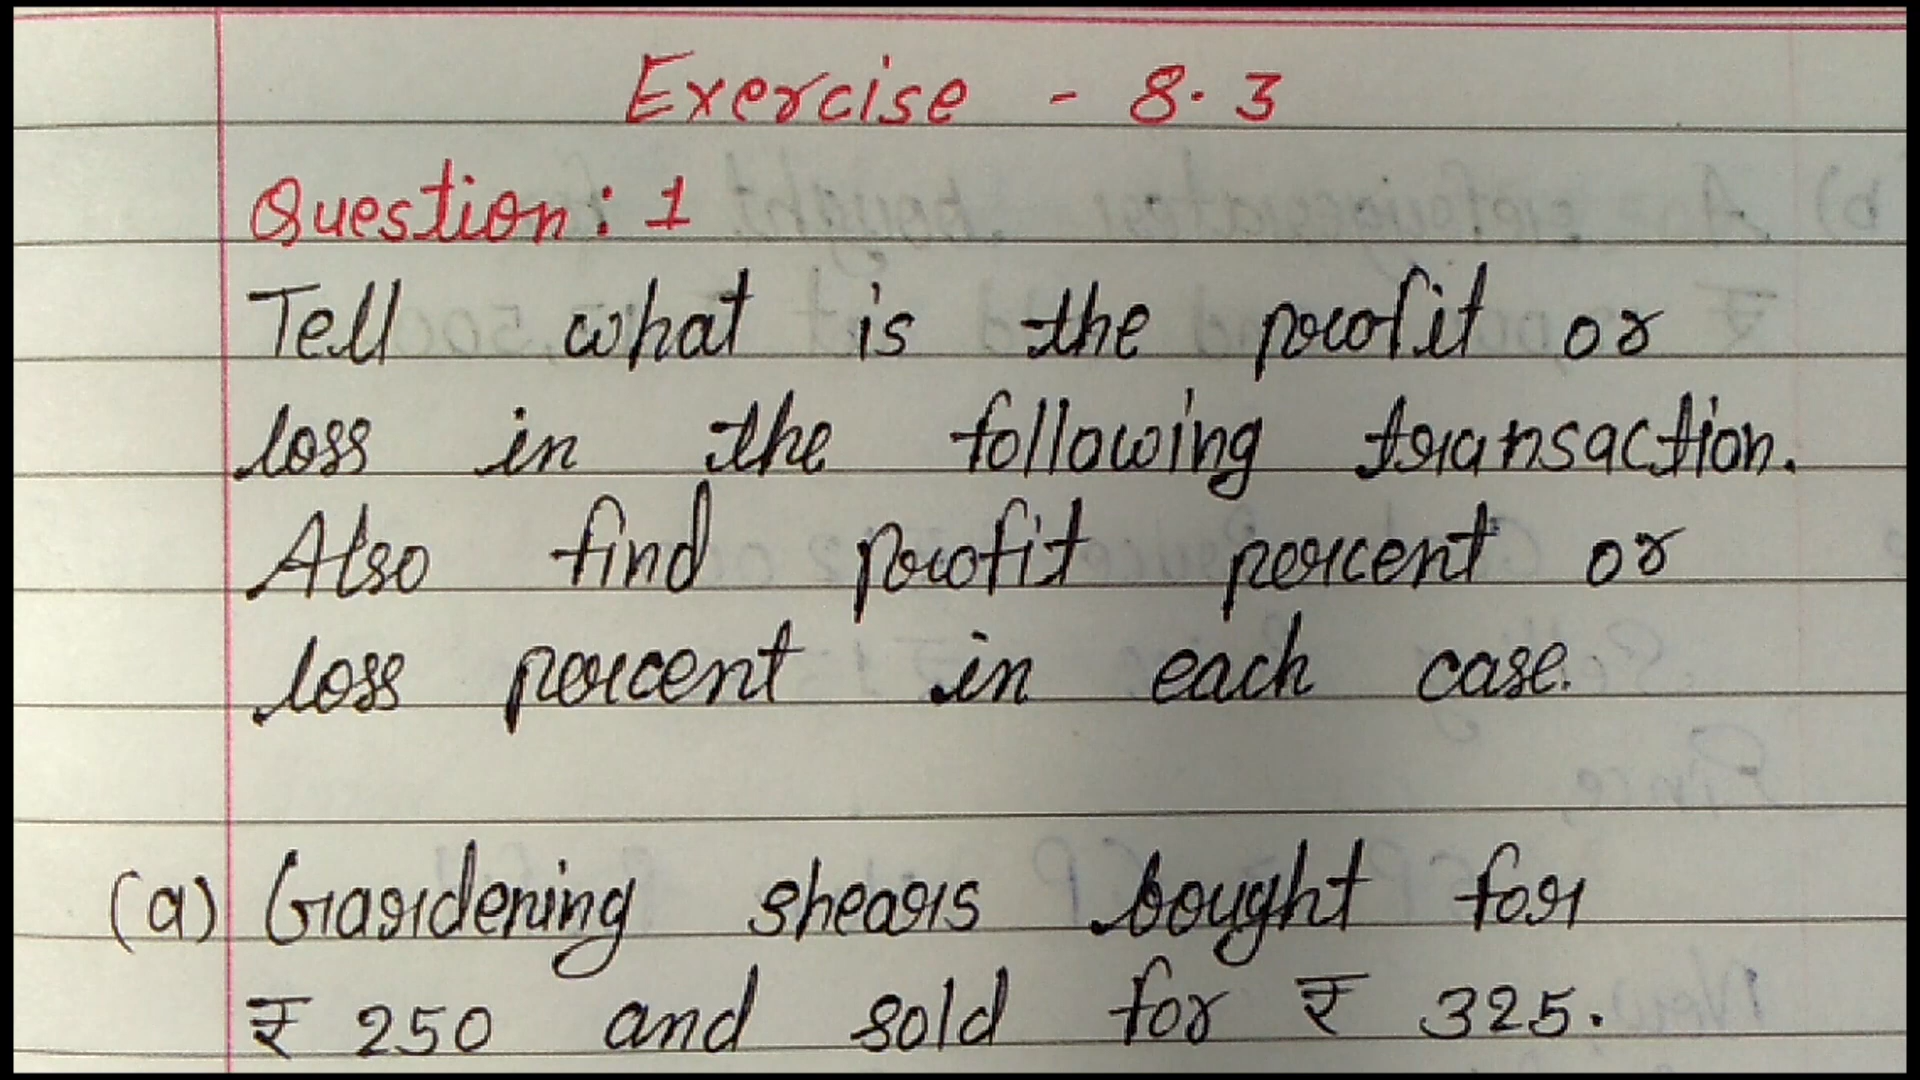 Exercise - 8.3
Question: 1
Tell what is the profit or
loss in the following transaction.
Also find profit percent or
loss percent in each case.
(a) Gardening shears bought for
₹ 250 and sold for ₹ 325.